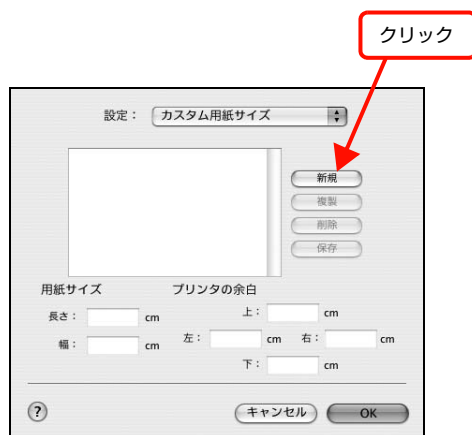 クリック
設定： カスタム用紙サイズ
新規
複製
削除
保存
用紙サイズ プリンタの余白
長さ： cm
幅： cm
上： cm
左： cm 右： cm
下： cm
? キャンセル OK